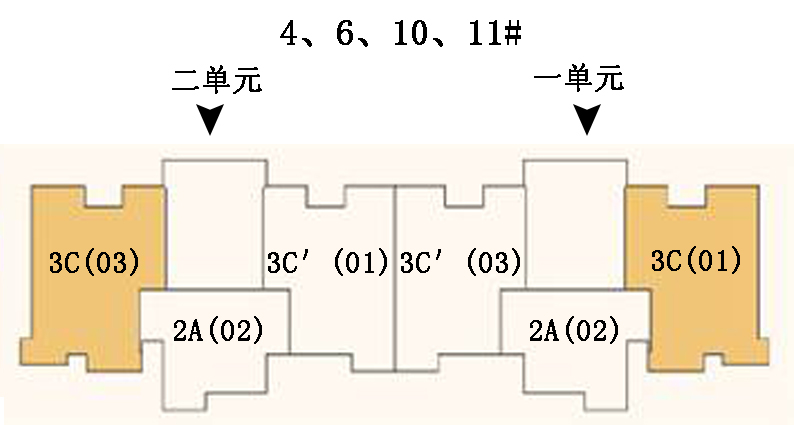 4、6、10、11#
二单元
一单元
3C(03)
3C′(01)
3C′(03)
3C(01)
2A(02)
2A(02)